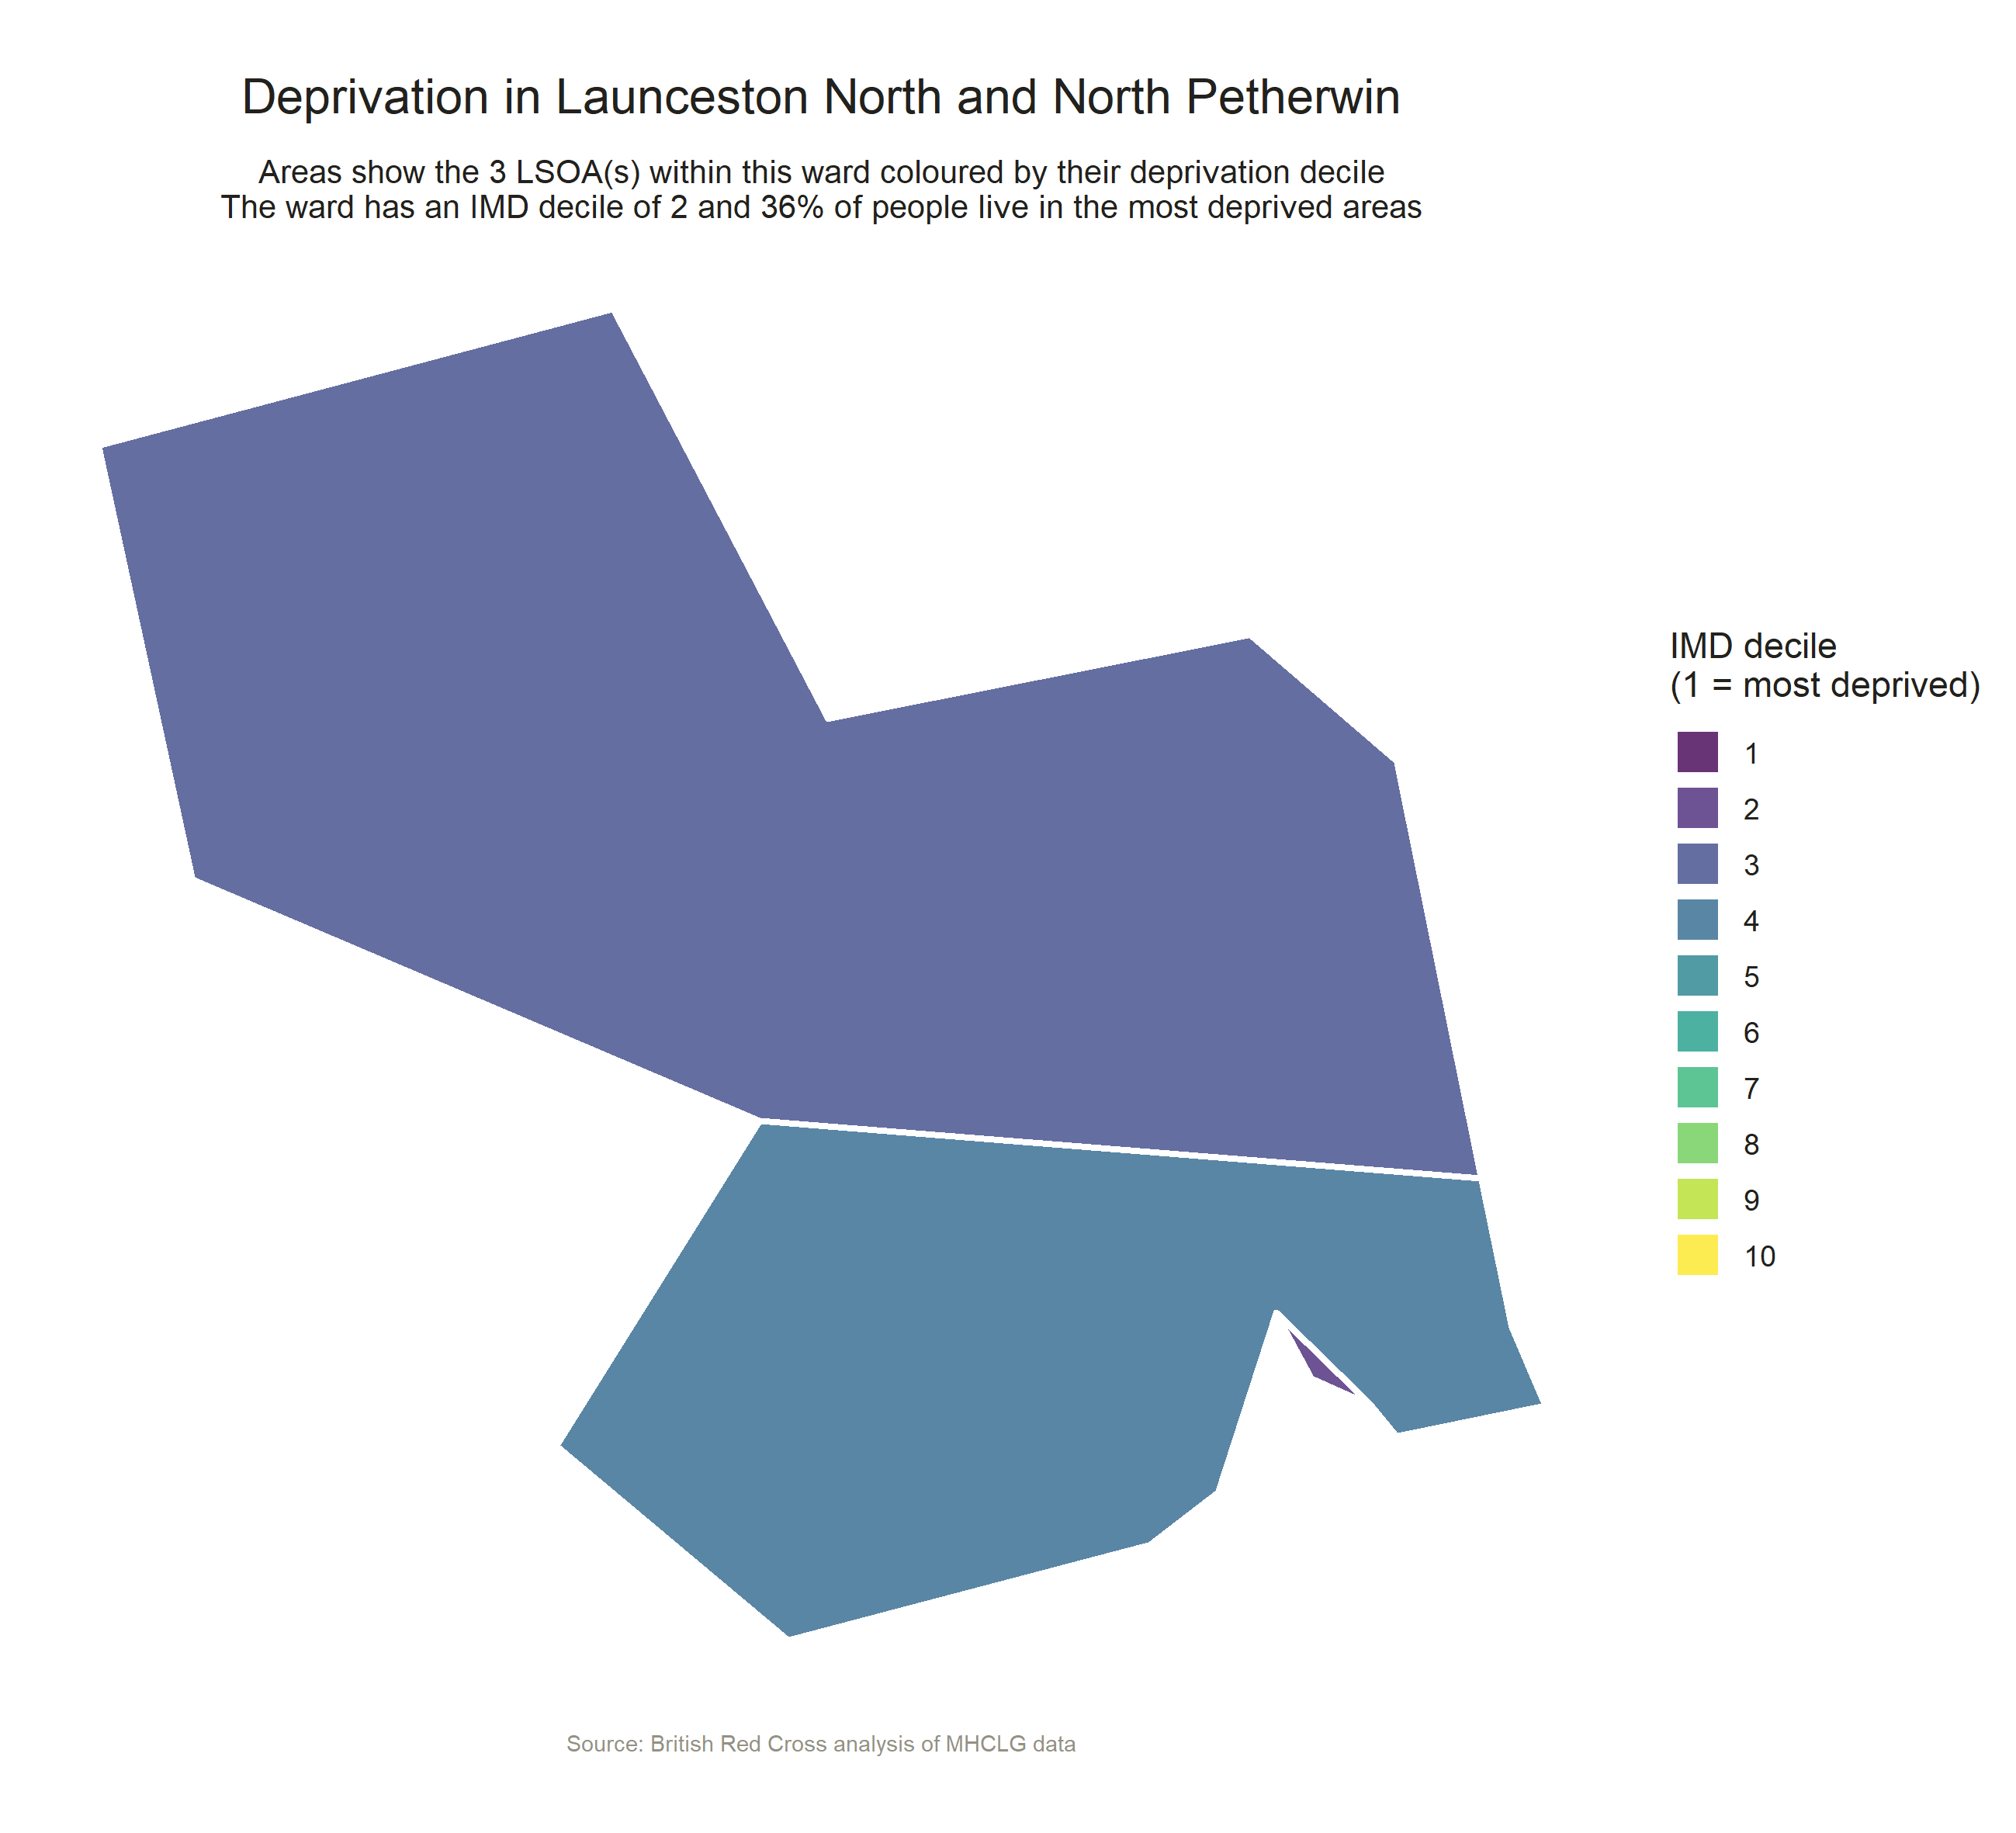 Deprivation in Launceston North and North Petherwin
Areas show the 3 LSOA(s) within this ward coloured by their deprivation decile
The ward has an IMD decile of 2 and 36% of people live in the most deprived areas
IMD decile
(1 = most deprived)
1
2
3
4
5
6
7
8
9
10
Source: British Red Cross analysis of MHCLG data